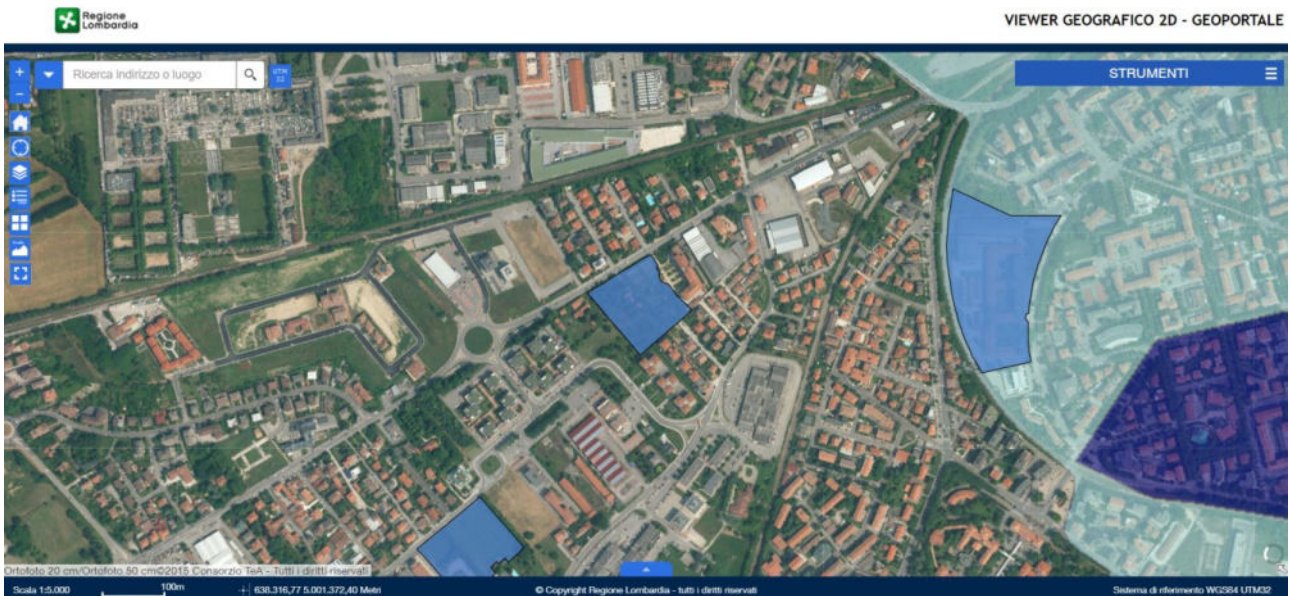 Regione
Lombardia
VIEWER GEOGRAFICO 2D - GEOPORTALE
+
Ricerca indirizzo o luogo
UTM
32
STRUMENTI
-
Ortofoto 20 cm/Ortofoto 50 cm©2015 Consorzio TeA - Tutti i diritti riservati
Scala 1:5.000
100m
638.316,77 5.001.372,40 Metri
© Copyright Regione Lombardia - tutti i diritti riservati
Sistema di riferimento WGS84 UTM32